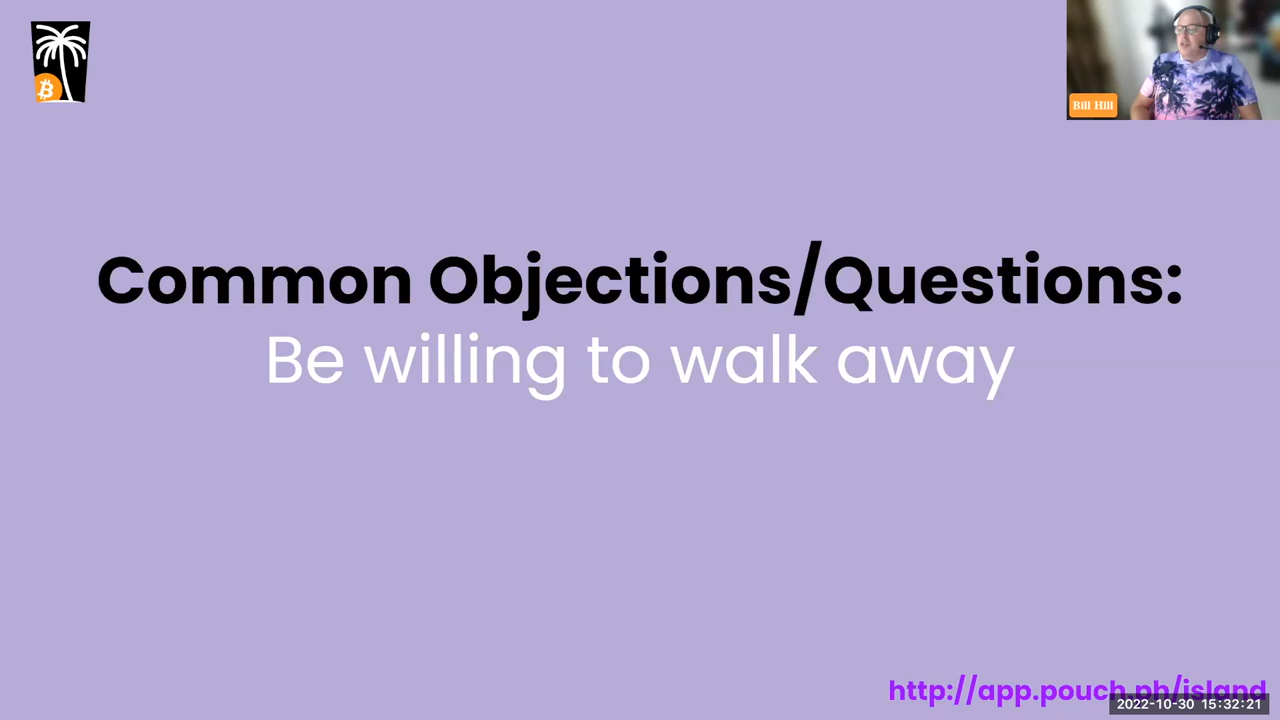 Bill Hill
Common Objections/Questions:
Be willing to walk away
http://app.pouch.ph/island
2022-10-30 15:32:21